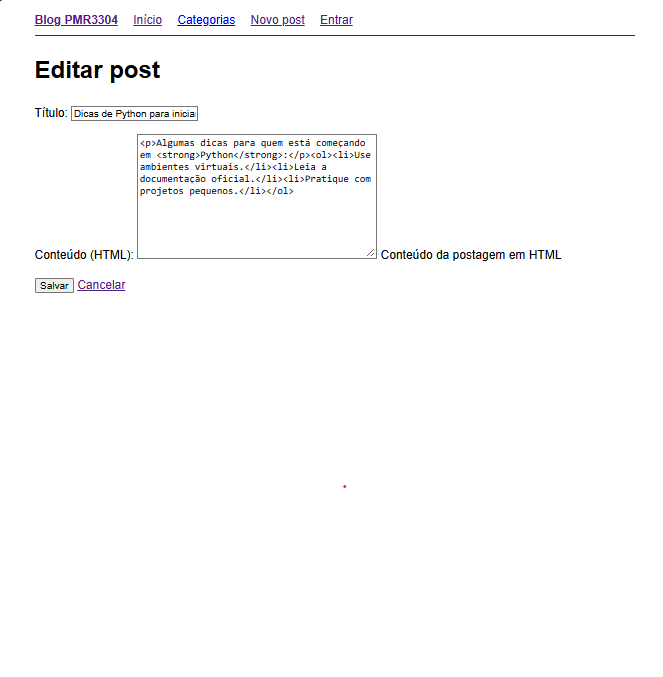 Blog PMR3304 Início Categorias Novo post Entrar
Editar post
Título: Dicas de Python para inicia
<p>Algumas dicas para quem está começando
em <strong>Python</strong>:</p><ol><li>Use
ambientes virtuais.</li><li>Leia a
documentação oficial.</li><li>Pratique com
projetos pequenos.</li></ol>
Conteúdo (HTML): Conteúdo da postagem em HTML
Salvar Cancelar